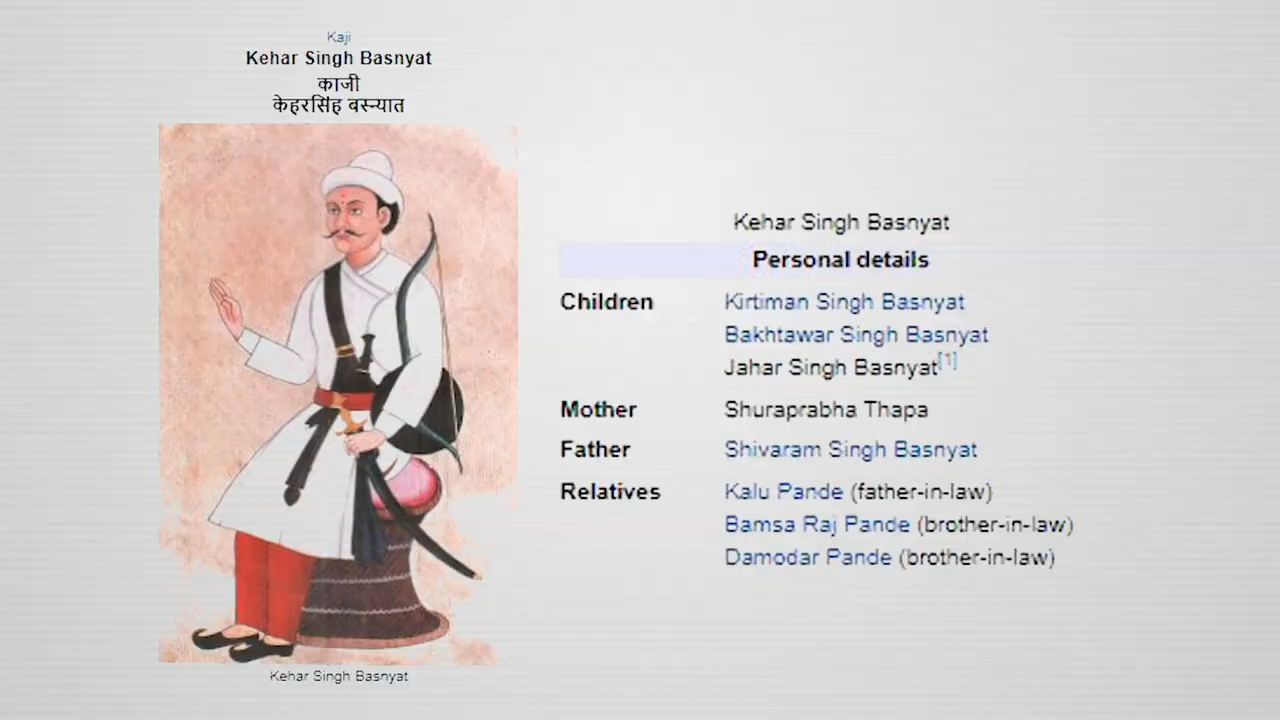 Kaji
Kehar Singh Basnyat
काजी
केहरसिंह बस्न्यात
Kehar Singh Basnyat
Kehar Singh Basnyat
Personal details
Children Kirtiman Singh Basnyat
Bakhtawar Singh Basnyat
Jahar Singh Basnyat[1]
Mother Shuraprabha Thapa
Father Shivaram Singh Basnyat
Relatives Kalu Pande (father-in-law)
Bamsa Raj Pande (brother-in-law)
Damodar Pande (brother-in-law)